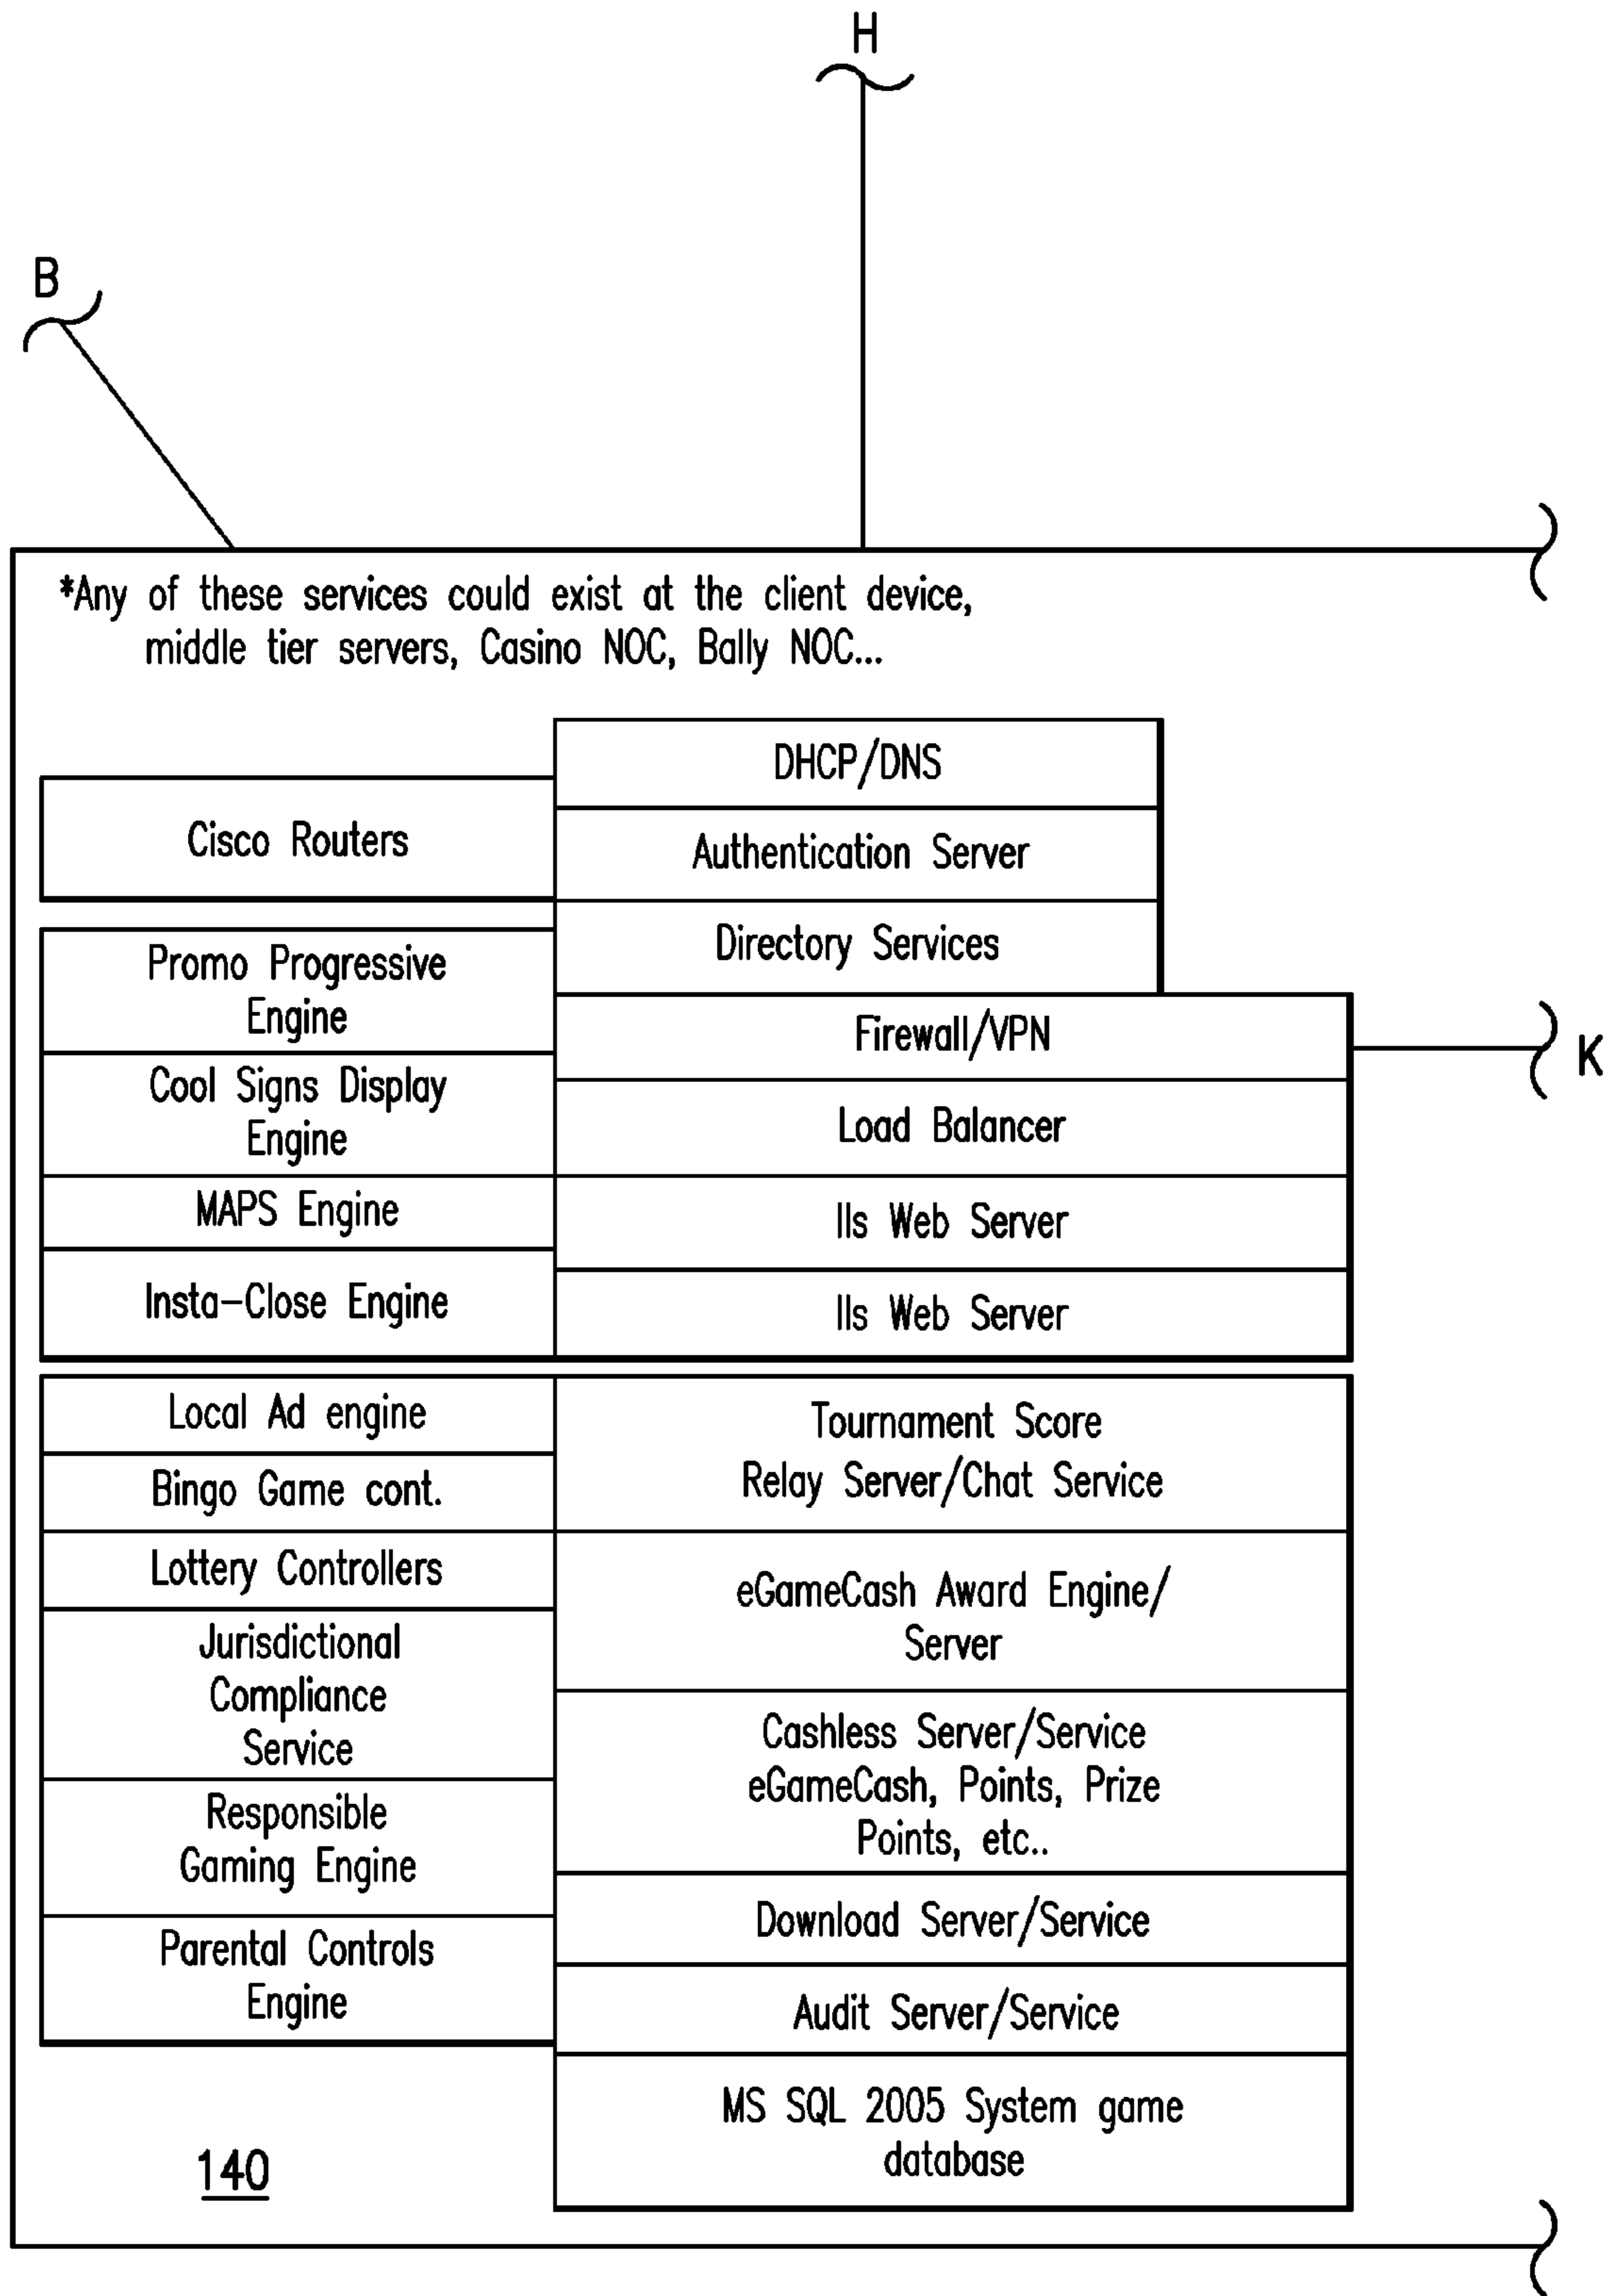 H
B
*Any of these services could exist at the client device,
middle tier servers, Casino NOC, Bally NOC...
DHCP/DNS
Cisco Routers
Authentication Server
Directory Services
Promo Progressive
Engine
Firewall/VPN
K
Cool Signs Display
Engine
Load Balancer
MAPS Engine
IIs Web Server
Insta-Close Engine
IIs Web Server
Local Ad engine
Bingo Game cont.
Lottery Controllers
Jurisdictional
Compliance
Service
Responsible
Gaming Engine
Parental Controls
Engine
Tournament Score
Relay Server/Chat Service
eGameCash Award Engine/
Server
Cashless Server/Service
eGameCash, Points, Prize
Points, etc..
Download Server/Service
Audit Server/Service
MS SQL 2005 System game
database
140